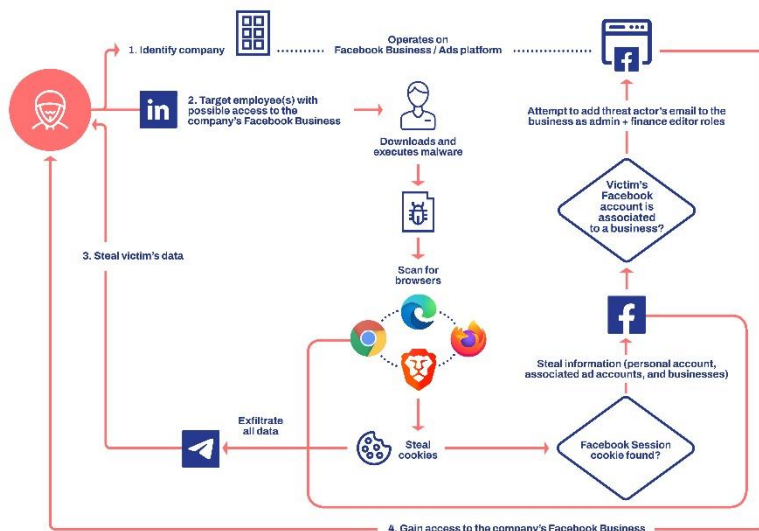 1. Identify company
Operates on
Facebook Business / Ads platform
in
2. Target employee(s) with
possible access to the
company's Facebook Business
Downloads and
executes malware
Attempt to add threat actor's email to the
business as admin + finance editor roles
Victim's
Facebook
account is
associated
to a business?
3. Steal victim's data
Scan for
browsers
Steal information (personal account,
associated ad accounts, and businesses)
Exfiltrate
all data
Steal
cookies
Facebook Session
cookie found?
4. Gain access to the company's Facebook Business